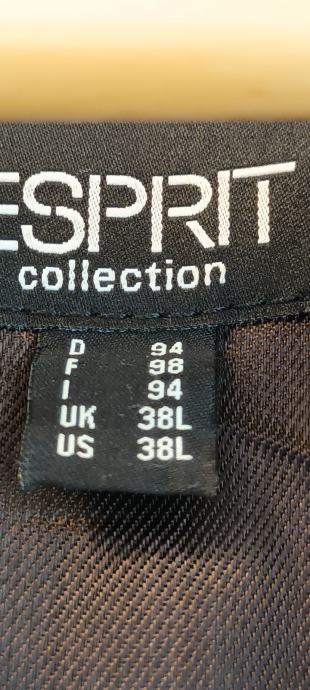 ESPRIT
collection
D 94
F 98
I 94
UK 38L
US 38L